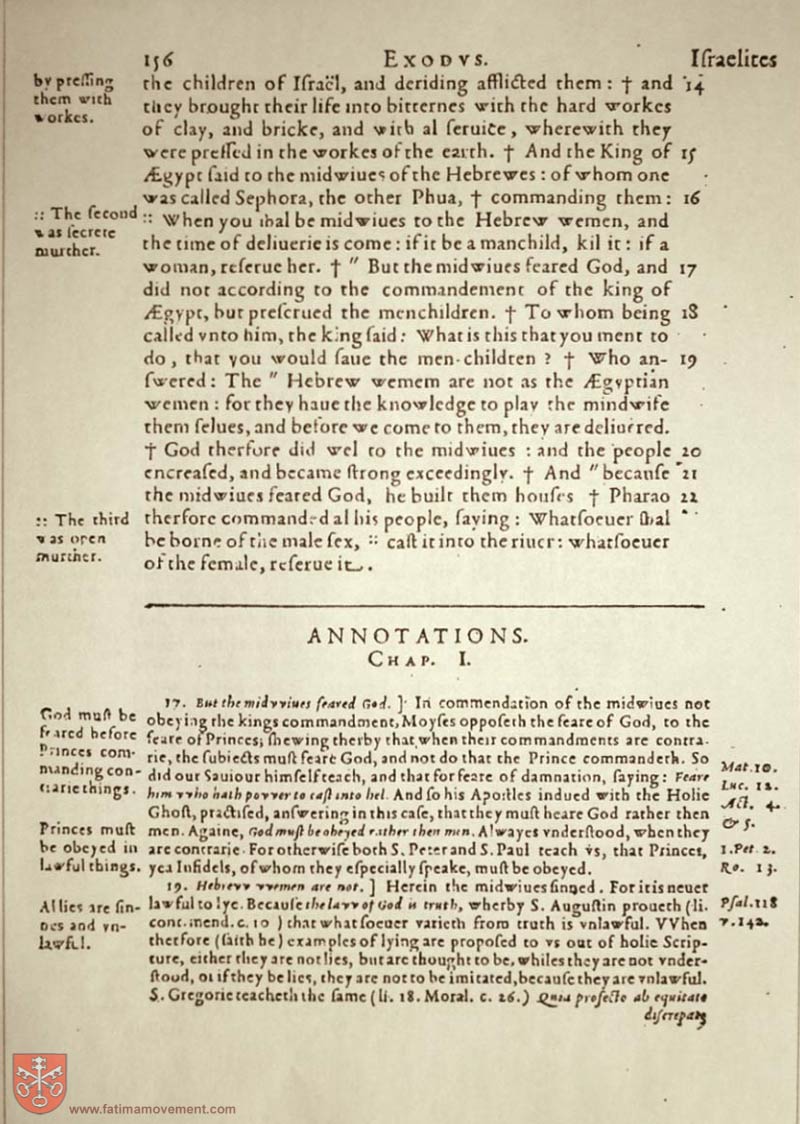 156 EXODVS. Iſraelites
by preſſing
them with
workes.
the children of Iſraël, and deriding afflicted them : † and 14
they brought their life into bitternes with the hard workes
of clay, and bricke, and with al ſeruice, wherewith they
were preſſed in the workes of the earth. † And the King of 15
Ægypt ſaid to the midwiues of the Hebrewes : of whom one
was called Sephora, the other Phua, † commanding them : 16
:: The ſecond
was ſecrete
murther.
:: When you ſhal be midwiues to the Hebrew wemen, and
the time of deliuerie is come : if it be a manchild, kil it : if a
woman, reſerue her. † " But the midwiues feared God, and 17
did not according to the commandement of the king of
Ægypt, but preſerued the menchildren. † To whom being 18
called vnto him, the king ſaid : What is this that you ment to
do, that you would ſaue the men-children ? † Who an- 19
ſwered : The " Hebrew wemem are not as the Ægyptian
wemen : for they haue the knowledge to play the mindwife
them ſelues, and before we come to them, they are deliuered.
† God therfore did wel to the midwiues : and the people 20
encreaſed, and became ſtrong exceedingly. † And " becauſe 21
the midwiues feared God, he built them houſes † Pharao 22
:: The third
was open
murther.
therfore commanded al his people, ſaying : Whatſoeuer ſhal
be borne of the male ſex, :: caſt it into the riuer : whatſoeuer
of the female, reſerue it.
ANNOTATIONS.
CHAP. I.
God muſt be
feared before
Princes com-
manding con-
trarie things.
17. But the midvviues feared God. ] In commendation of the midwiues not
obeying the kings commandment, Moyſes oppoſeth the feare of God, to the
feare of Princes; ſhewing therby that when their commandments are contra-
rie, the ſubiects muſt feare God, and not do that the Prince commandeth. So
did our Sauiour himſelf teach, and that for feare of damnation, ſaying : Feare Mat. 10.
him vvho hath povver to caſt into hel. And ſo his Apoſtles indued with the Holie Luc. 12.
Ghoſt, practiſed, anſwering in this caſe, that they muſt heare God rather then Act. 4.
Princes muſt
be obeyed in
lawful things.
men. Againe, God muſt be obeyed rather then men. Alwayes vnderſtood, when they & 5.
are contrarie. For otherwiſe both S. Peter and S. Paul teach vs, that Princes, 1. Pet. 2.
yea Infidels, of whom they eſpecially ſpeake, muſt be obeyed. Ro. 13.
19. Hebrevv vvemen are not. ] Herein the midwiues ſinned. For it is neuer
Al lies are ſin-
nes and vn-
lawful.
lawful to lye. Becauſe the lavv of God is truth, wherby S. Auguſtin proueth (li. Pſal. 118
cont. mend. c. 10 ) that whatſoeuer varieth from truth is vnlawful. VVhen v. 142.
therfore (ſaith he) examples of lying are propoſed to vs out of holie Scrip-
ture, either they are not lies, but are thought to be, whiles they are not vnder-
ſtood, or if they be lies, they are not to be imitated, becauſe they are vnlawful.
S. Gregorie teacheth the ſame (li. 18. Moral. c. 26.) Quia profecto ab equitate
diſcrepat
www.fatimamovement.com